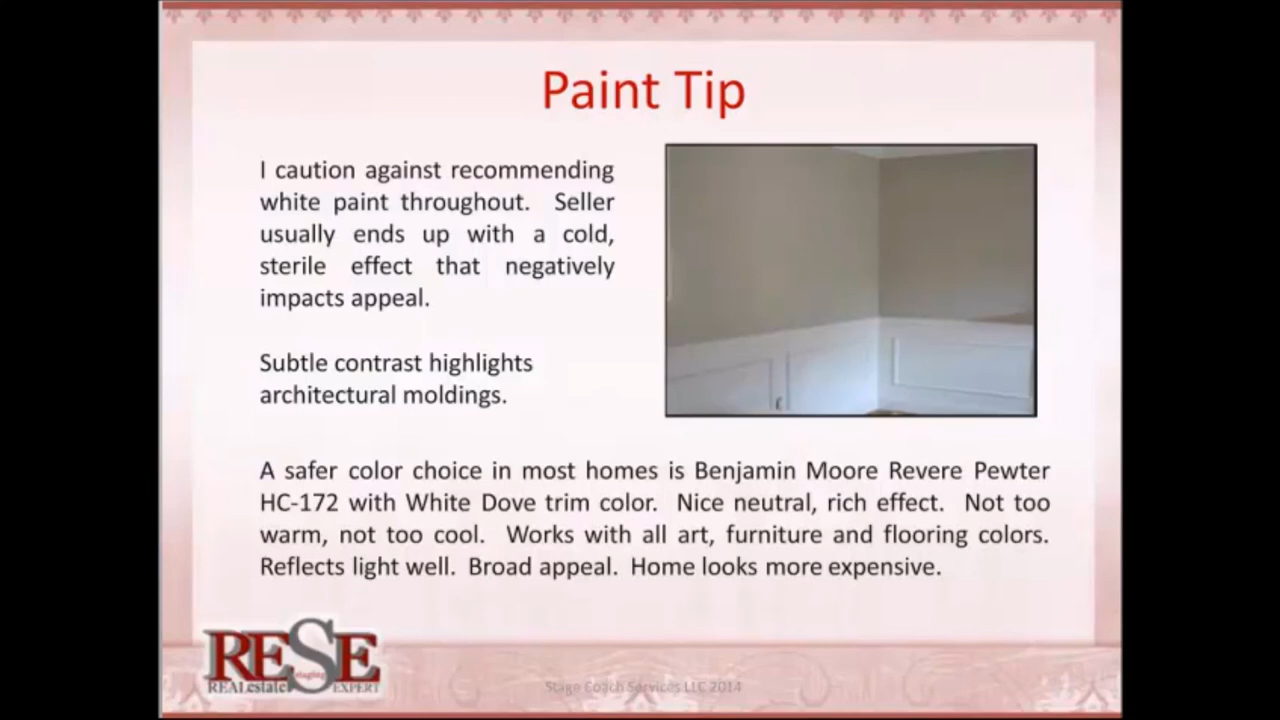 Paint Tip
I caution against recommending
white paint throughout. Seller
usually ends up with a cold,
sterile effect that negatively
impacts appeal.
Subtle contrast highlights
architectural moldings.
A safer color choice in most homes is Benjamin Moore Revere Pewter
HC-172 with White Dove trim color. Nice neutral, rich effect. Not too
warm, not too cool. Works with all art, furniture and flooring colors.
Reflects light well. Broad appeal. Home looks more expensive.
RESE
REALestate staging EXPERT
Stage Coach Services LLC 2014